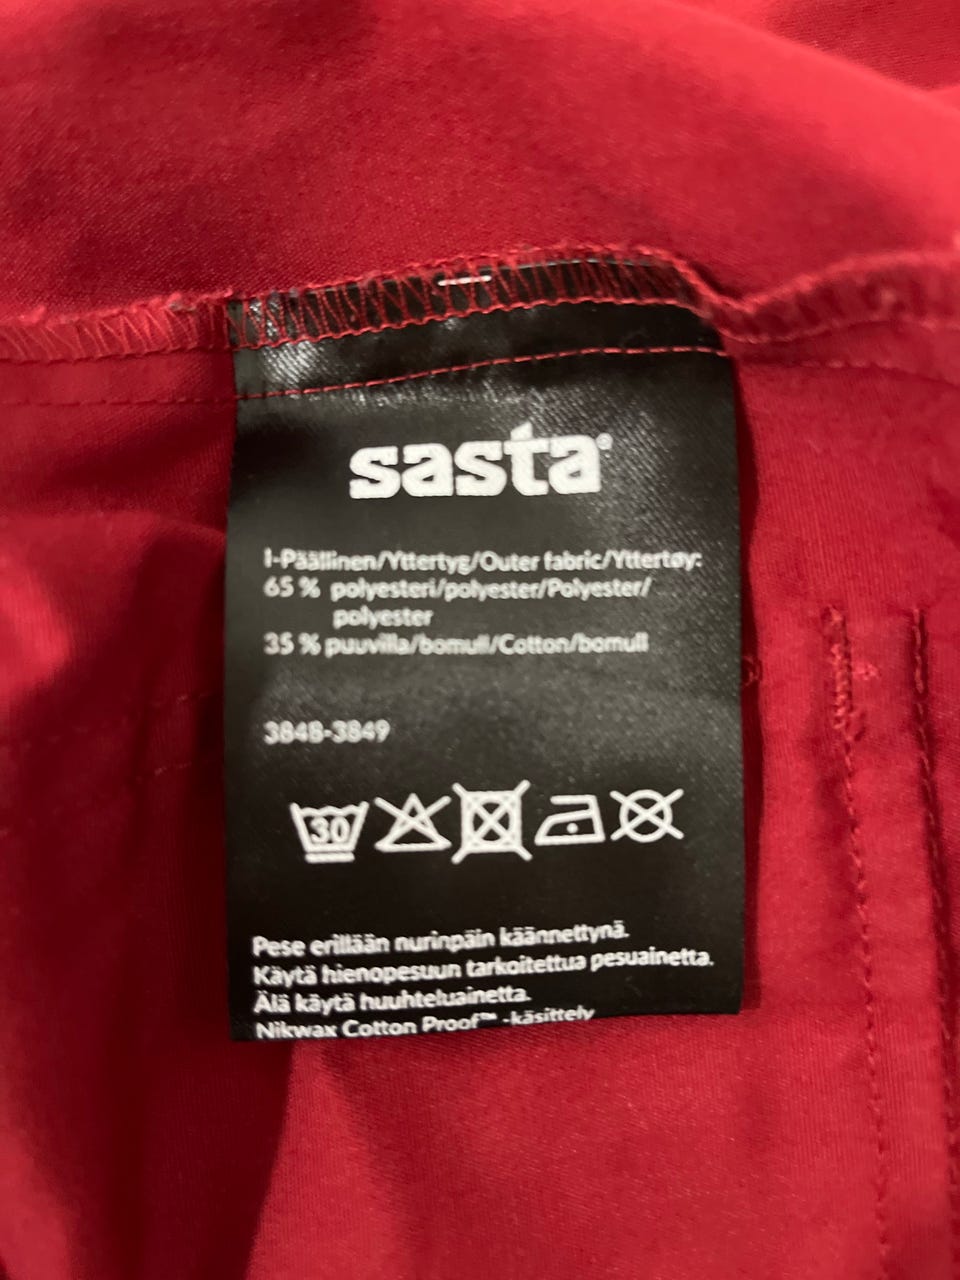 sasta®
1-Päällinen/Yttertyg/Outer fabric/Yttertøy:
65 % polyesteri/polyester/Polyester/
polyester
35 % puuvilla/bomull/Cotton/bomull
3848-3849
30
Pese erillään nurinpäin käännettynä.
Käytä hienopesuun tarkoitettua pesuainetta.
Älä käytä huuhteluainetta.
Nikwax Cotton Proof™ -käsittely